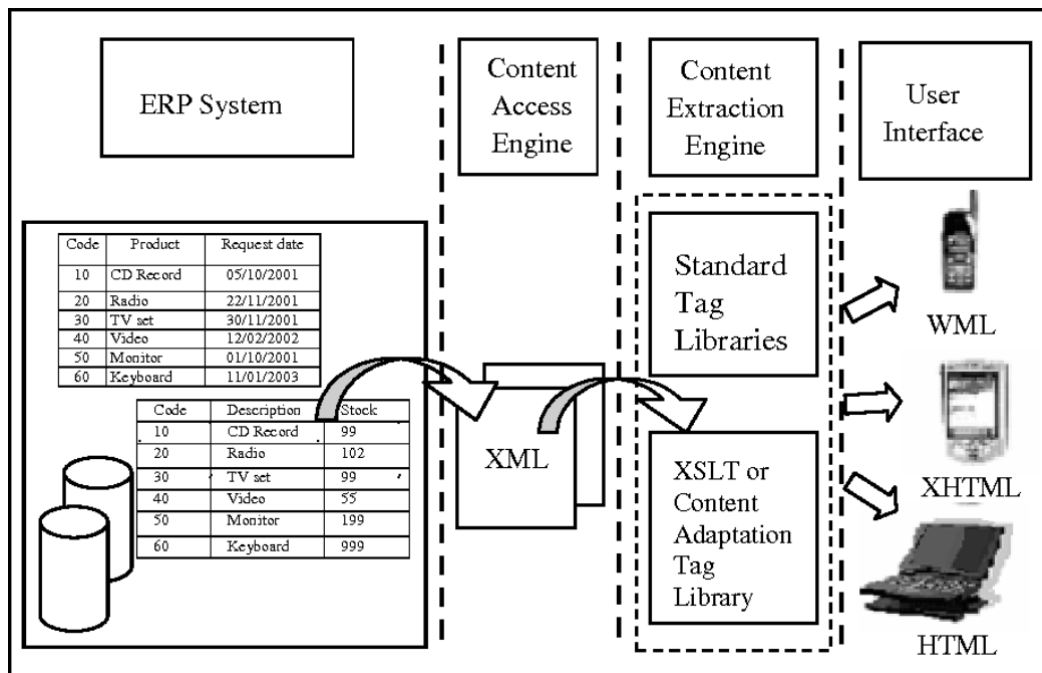 ERP System
Content
Access
Engine
Content
Extraction
Engine
User
Interface
Code Product Request date
10 CD Record 05/10/2001
20 Radio 22/11/2001
30 TV set 30/11/2001
40 Video 12/02/2002
50 Monitor 01/10/2001
60 Keyboard 11/01/2003
Code Description Stock
10 CD Record 99
20 Radio 102
30 TV set 99
40 Video 55
50 Monitor 199
60 Keyboard 999
XML
Standard
Tag
Libraries
XSLT or
Content
Adaptation
Tag
Library
WML
XHTML
HTML